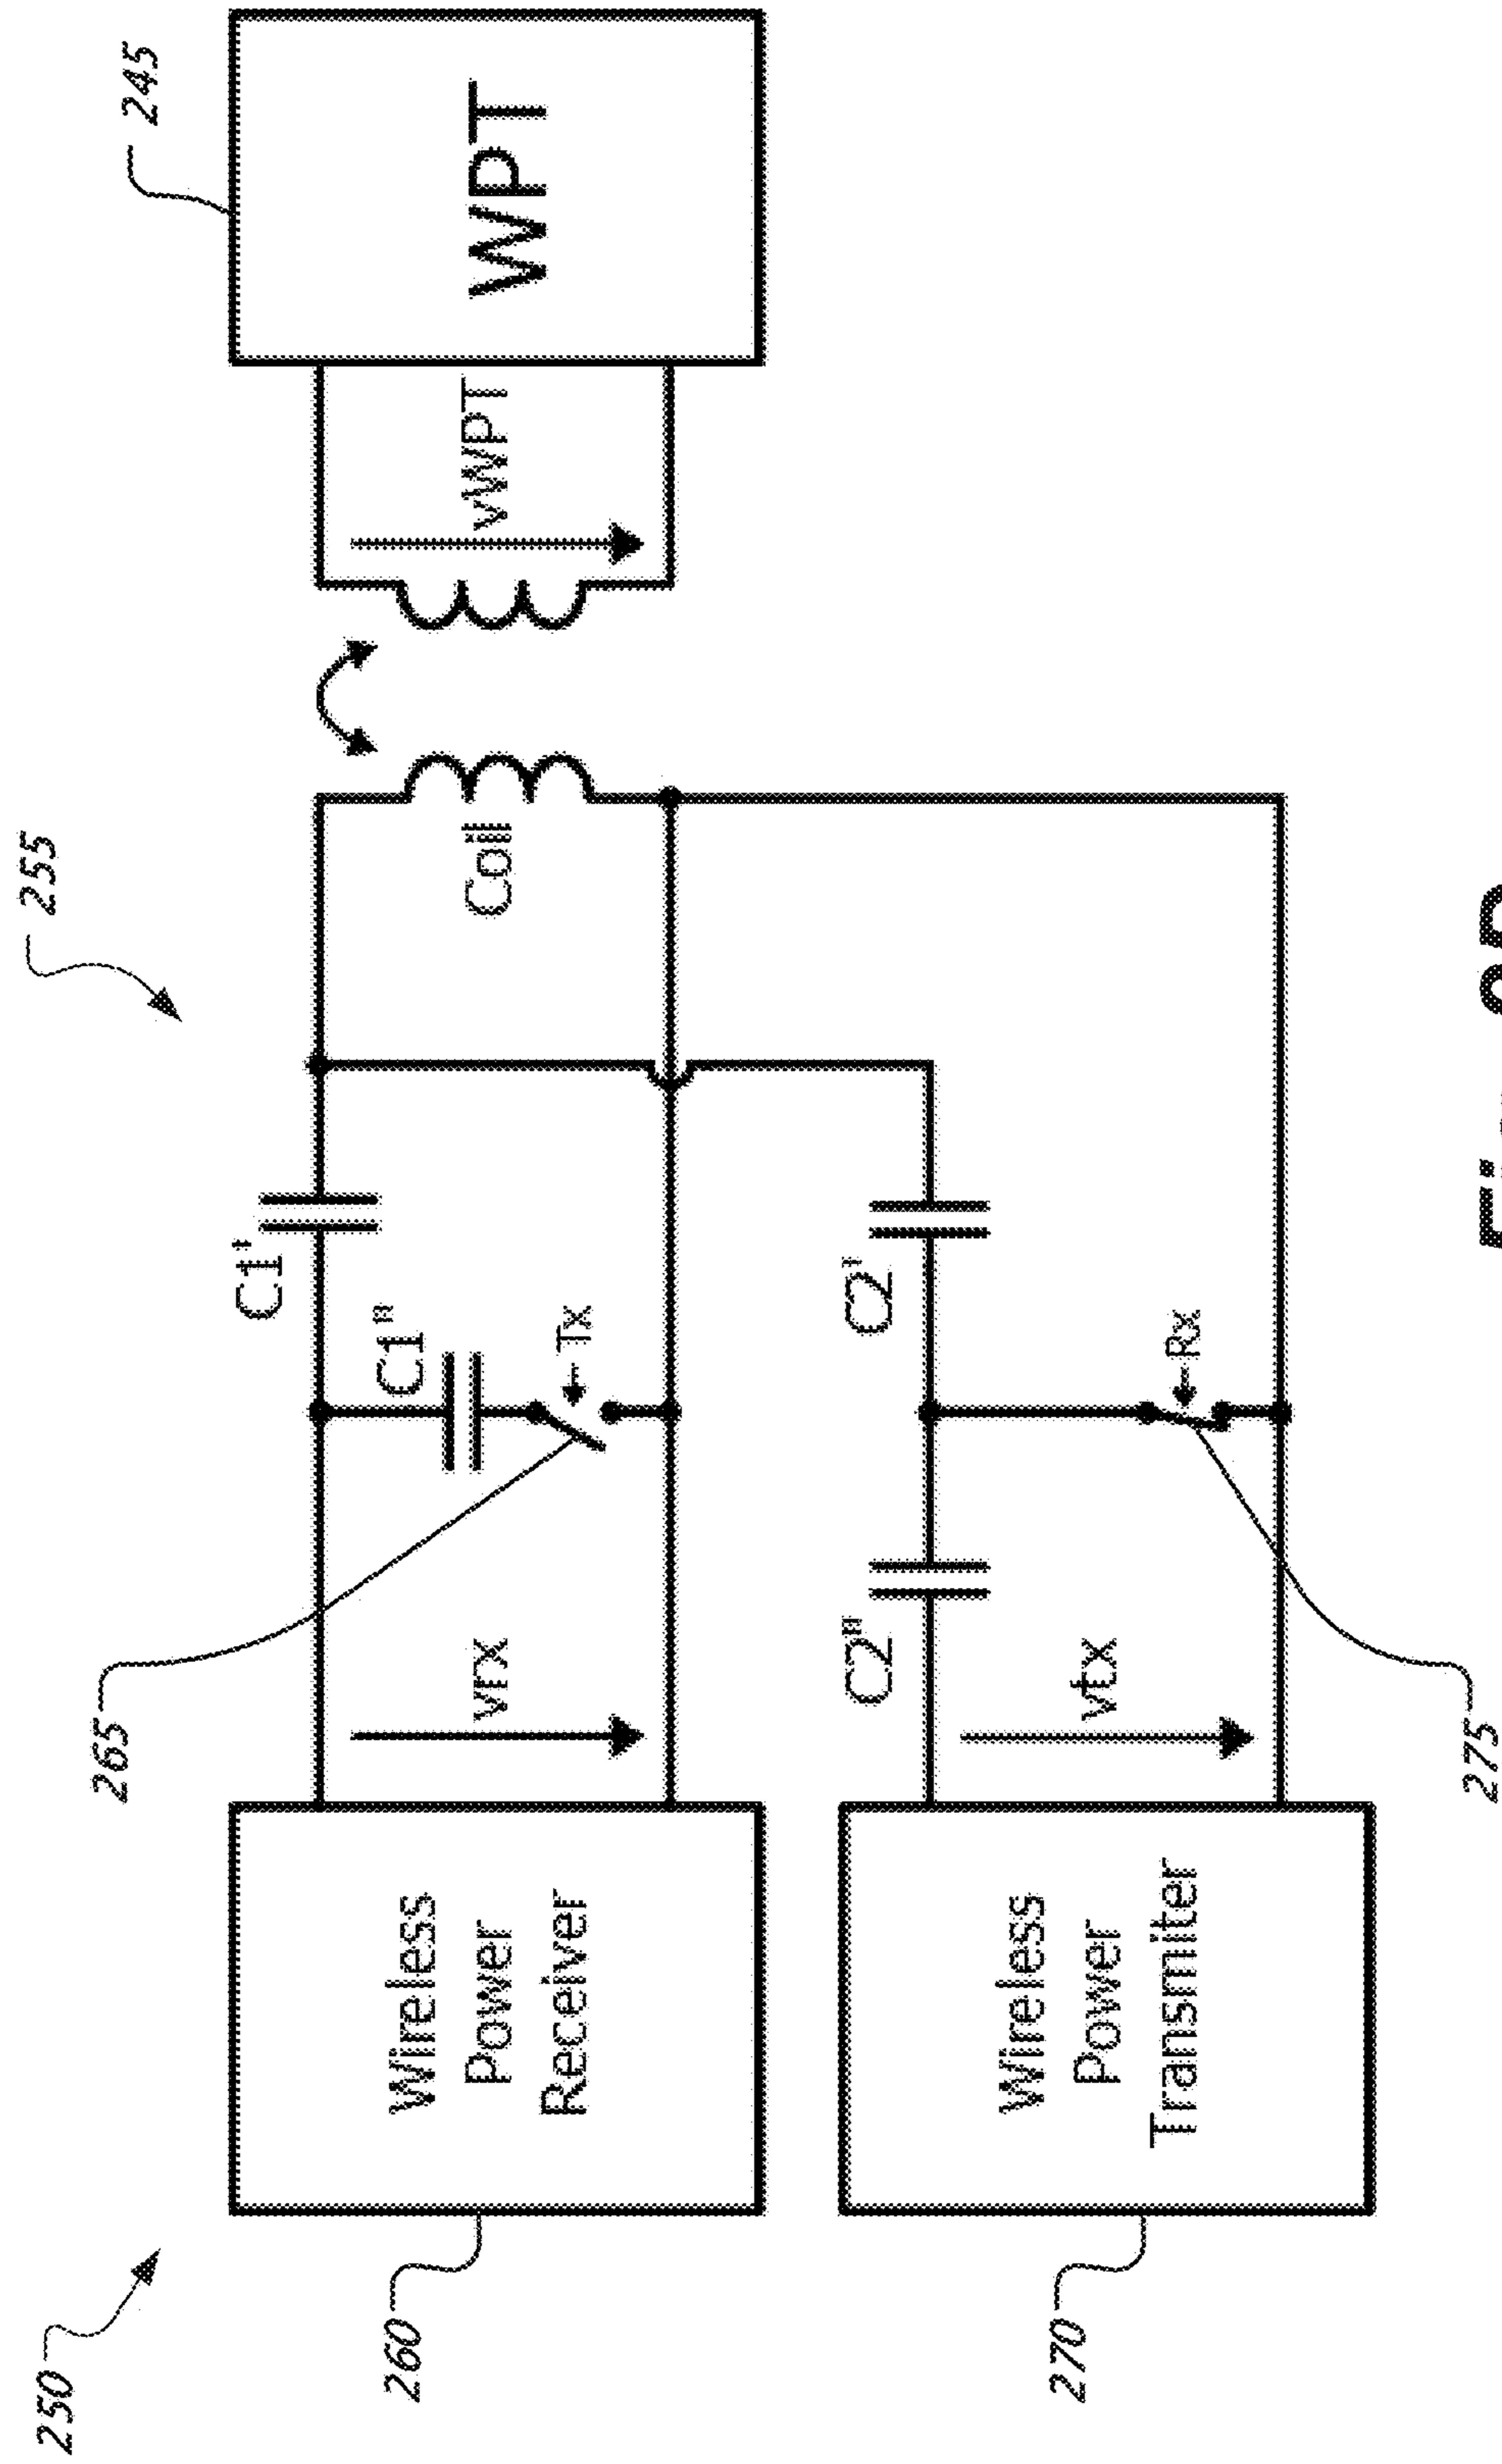 250
255
245
265
C1'
C1"
Tx
Coil
vWPT
WPT
vrx
Wireless
Power
Receiver
260
C2"
C2'
Rx
vtx
Wireless
Power
Transmiter
270
275